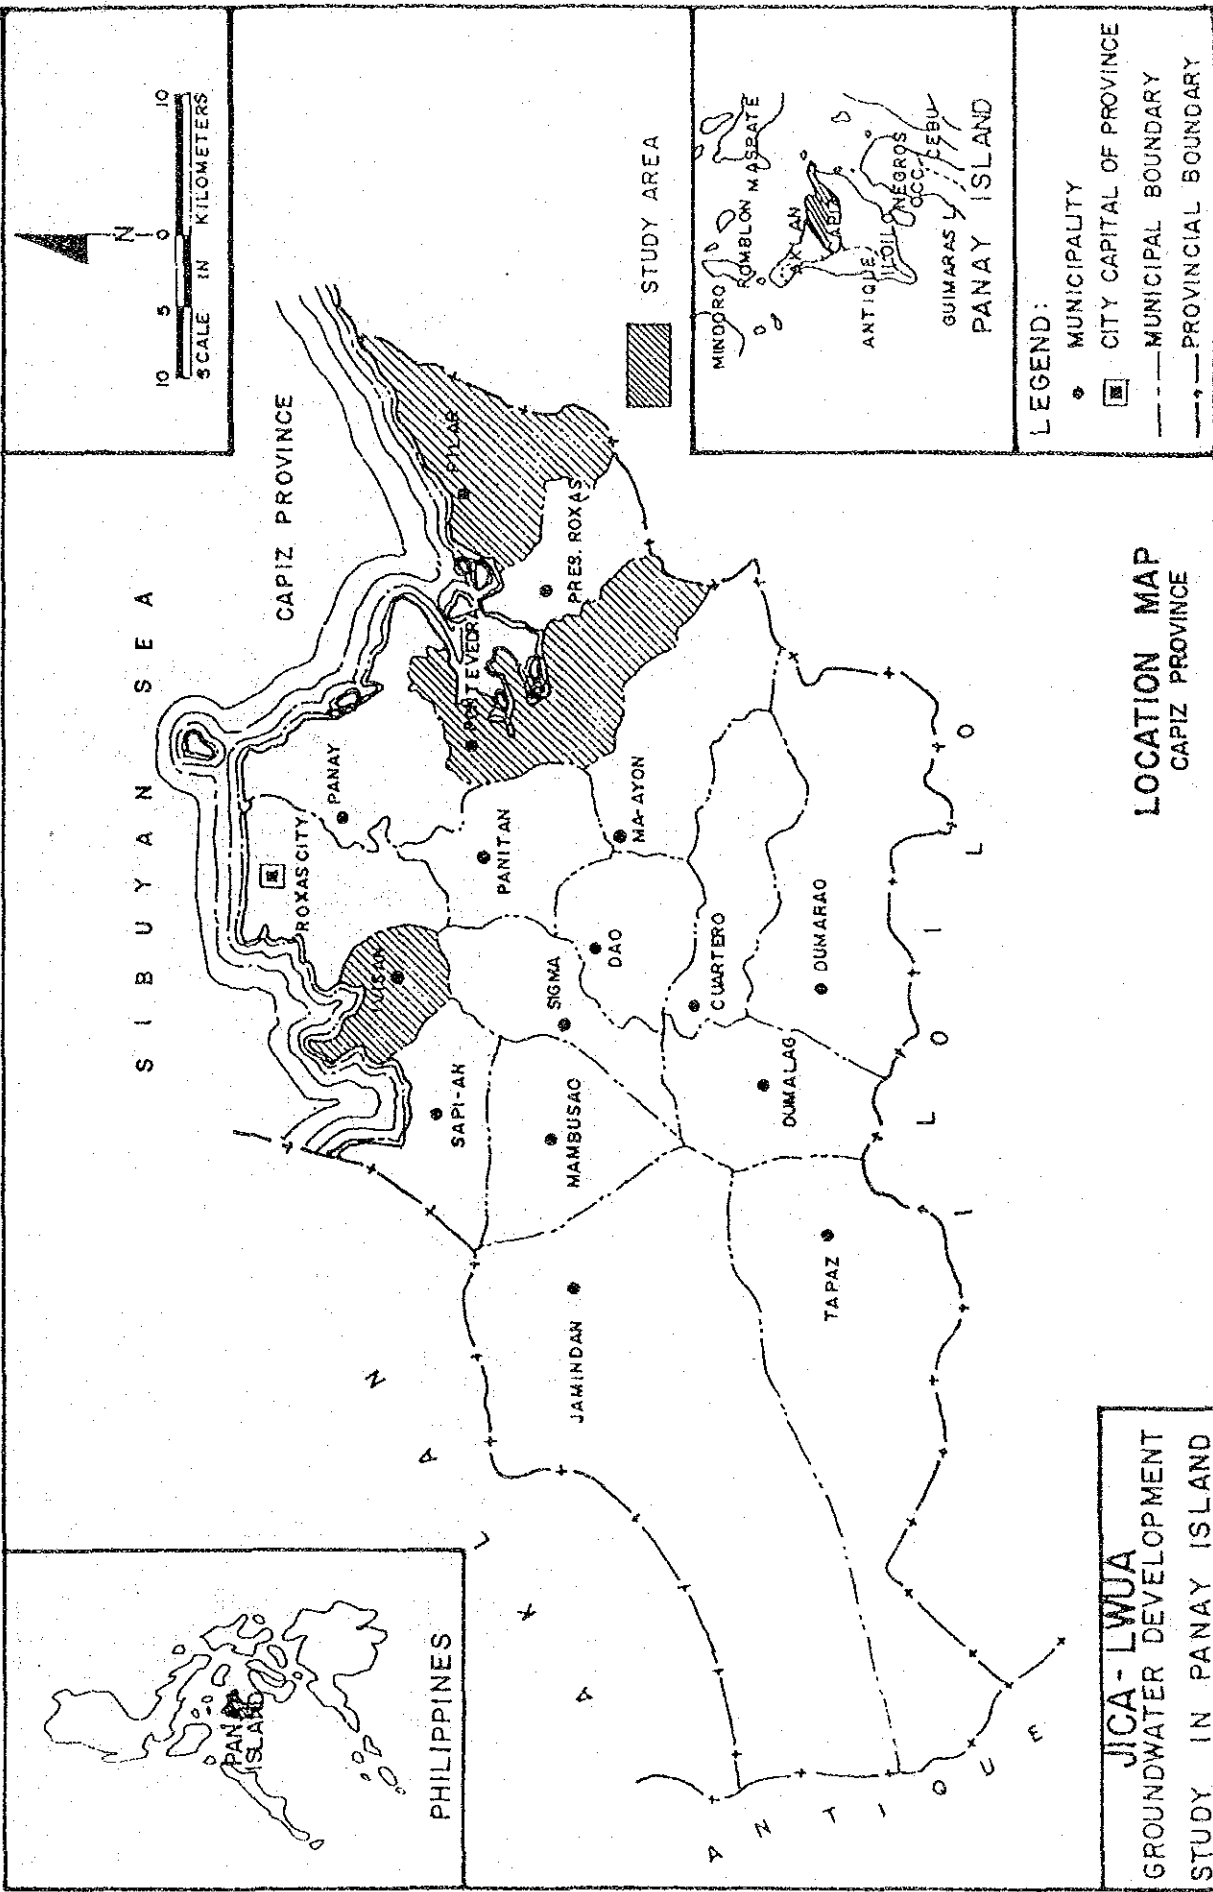 SIBUYAN SEA
N
10 5 0 10
SCALE IN KILOMETERS
CAPIZ PROVINCE
PHILIPPINES
PANAY
ISLAND
AKLAN
ANTIQUE
ILOILO
ROXAS CITY
PANAY
IVISAN
SAPI-AN
PANITAN
PONTEVEDRA
PILAR
PRES. ROXAS
SIGMA
DAO
MA-AYON
MAMBUSAO
JAMINDAN
CUARTERO
DUMALAG
DUMARAO
TAPAZ
STUDY AREA
MINDORO
ROMBLON
MASBATE
AKLAN
CAPIZ
ANTIQUE
ILOILO
NEGROS
OCC.
CEBU
GUIMARAS
PANAY ISLAND
LEGEND:
MUNICIPALITY
CITY CAPITAL OF PROVINCE
MUNICIPAL BOUNDARY
PROVINCIAL BOUNDARY
LOCATION MAP
CAPIZ PROVINCE
JICA - LWUA
GROUNDWATER DEVELOPMENT
STUDY IN PANAY ISLAND